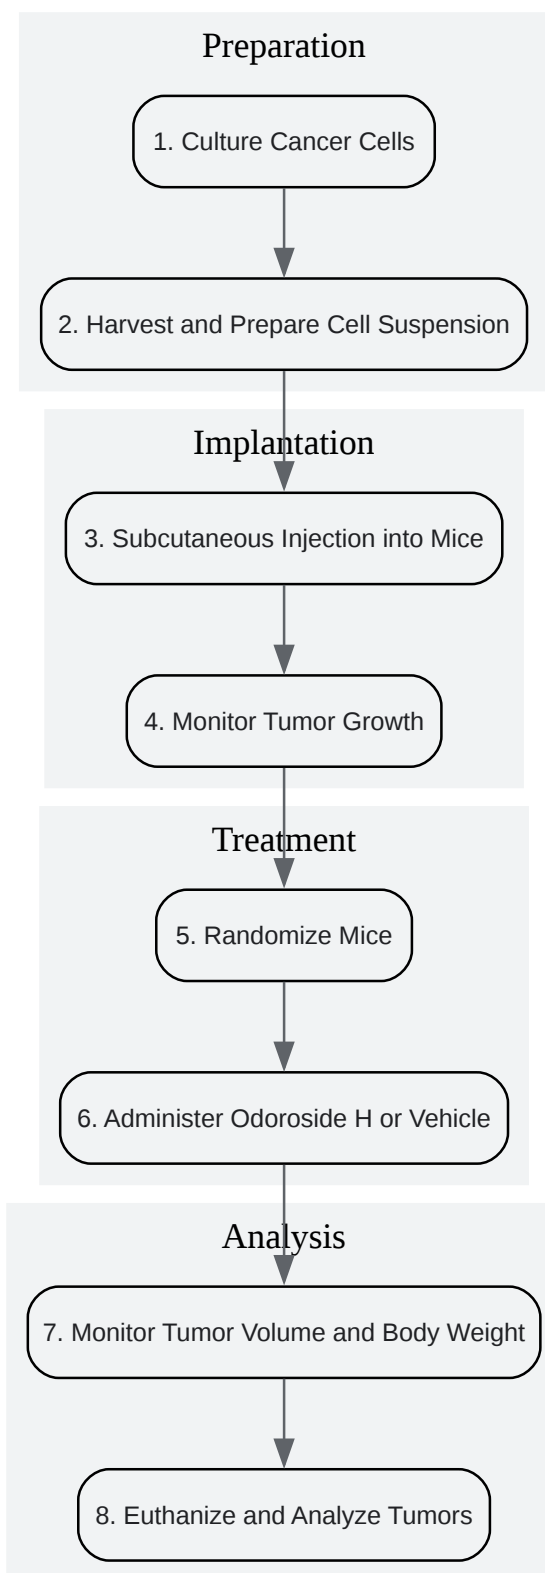 Preparation
1. Culture Cancer Cells
2. Harvest and Prepare Cell Suspension
Implantation
3. Subcutaneous Injection into Mice
4. Monitor Tumor Growth
Treatment
5. Randomize Mice
6. Administer Odoroside H or Vehicle
Analysis
7. Monitor Tumor Volume and Body Weight
8. Euthanize and Analyze Tumors